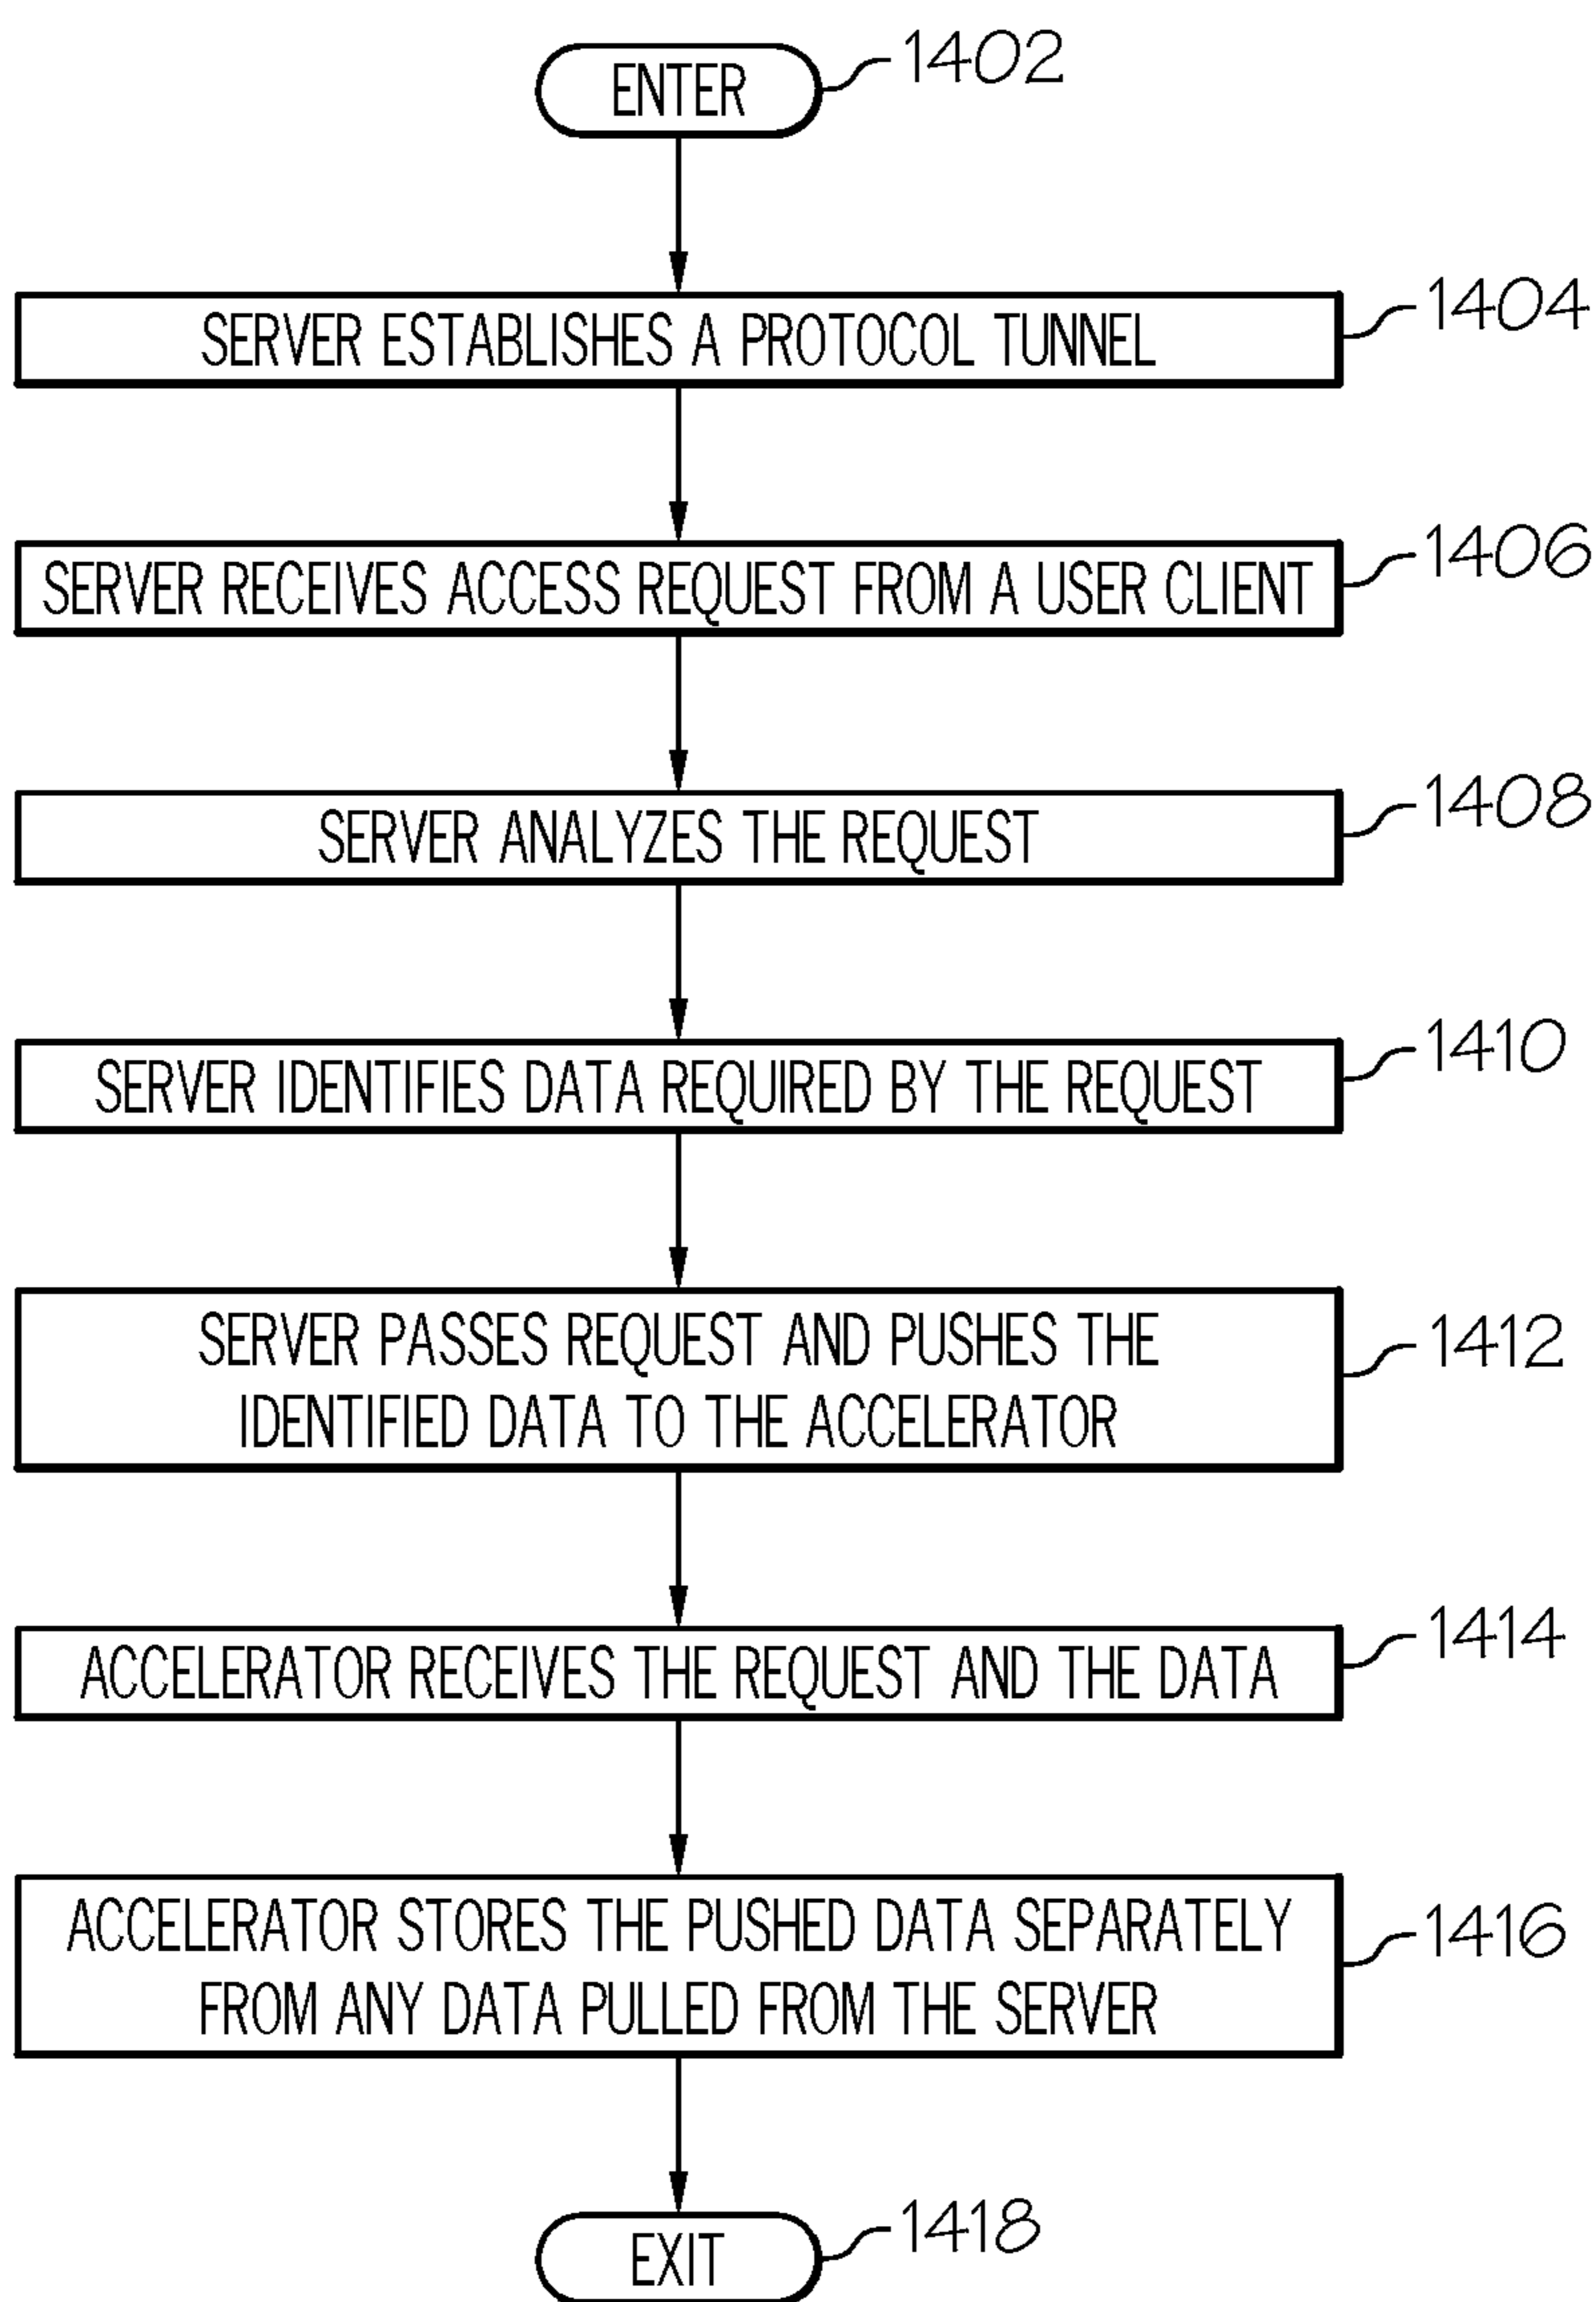 ENTER
1402
SERVER ESTABLISHES A PROTOCOL TUNNEL
1404
SERVER RECEIVES ACCESS REQUEST FROM A USER CLIENT
1406
SERVER ANALYZES THE REQUEST
1408
SERVER IDENTIFIES DATA REQUIRED BY THE REQUEST
1410
SERVER PASSES REQUEST AND PUSHES THE
IDENTIFIED DATA TO THE ACCELERATOR
1412
ACCELERATOR RECEIVES THE REQUEST AND THE DATA
1414
ACCELERATOR STORES THE PUSHED DATA SEPARATELY
FROM ANY DATA PULLED FROM THE SERVER
1416
EXIT
1418